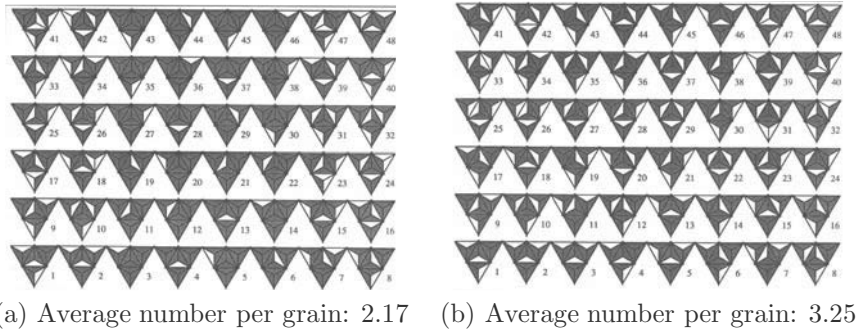 41 42 43 44 45 46 47 48 41 42 43 44 45 46 47 48
33 34 35 36 37 38 39 40 33 34 35 36 37 38 39 40
25 26 27 28 29 30 31 32 25 26 27 28 29 30 31 32
17 18 19 20 21 22 23 24 17 18 19 20 21 22 23 24
9 10 11 12 13 14 15 16 9 10 11 12 13 14 15 16
1 2 3 4 5 6 7 8 1 2 3 4 5 6 7 8
a) Average number per grain: 2.17 (b) Average number per grain: 3.25